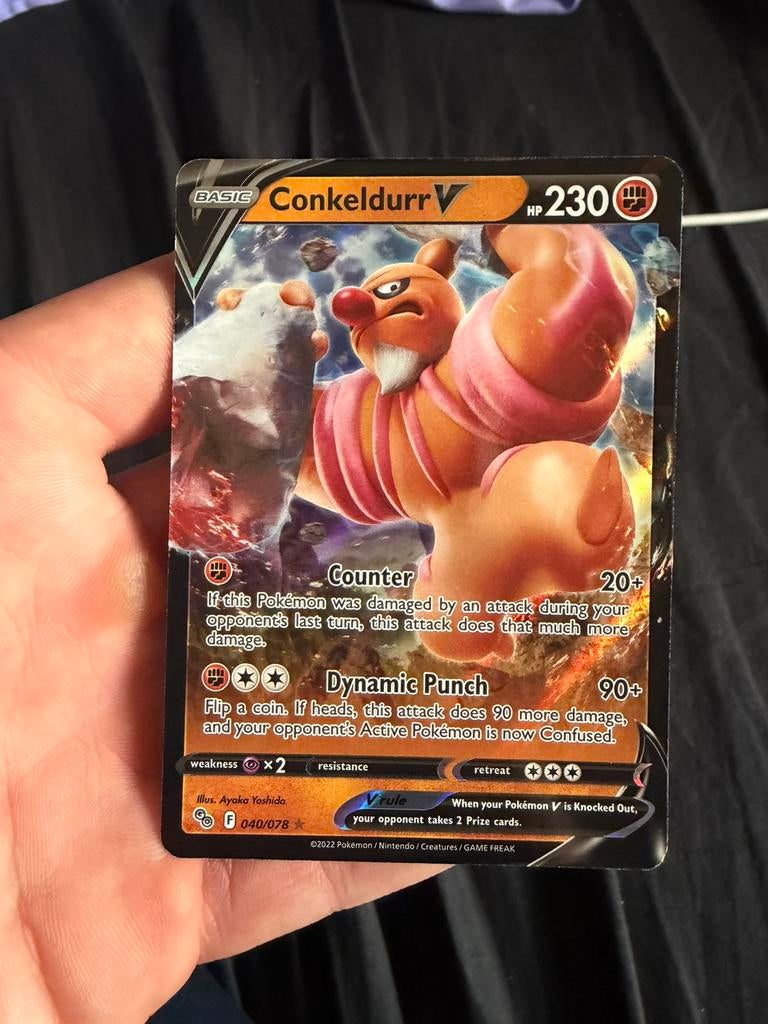 BASIC Conkeldurr V HP 230
Counter 20+
If this Pokémon was damaged by an attack during your
opponent's last turn, this attack does that much more
damage.
Dynamic Punch 90+
Flip a coin. If heads, this attack does 90 more damage,
and your opponent's Active Pokémon is now Confused.
weakness ×2 resistance retreat
Illus. Ayaka Yoshida
V rule When your Pokémon V is Knocked Out,
your opponent takes 2 Prize cards.
GO F 040/078
©2022 Pokémon / Nintendo / Creatures / GAME FREAK